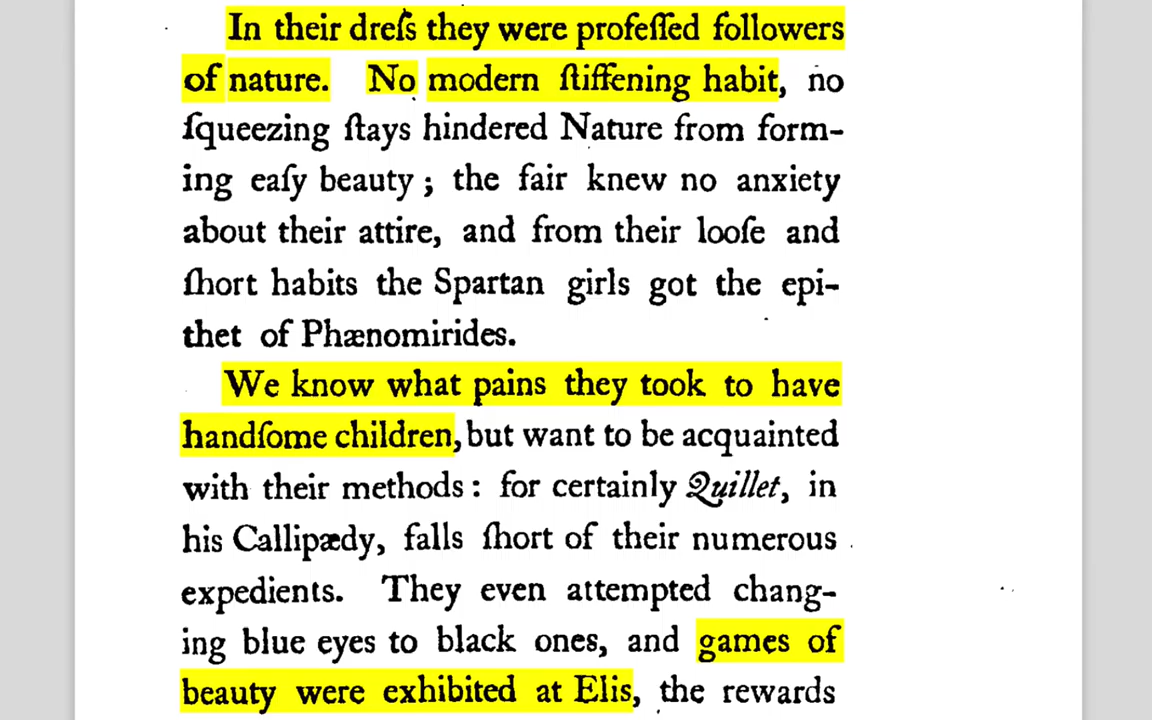 In their dreſs they were profeſſed followers
of nature. No modern ſtiffening habit, no
ſqueezing ſtays hindered Nature from form-
ing eaſy beauty ; the fair knew no anxiety
about their attire, and from their looſe and
ſhort habits the Spartan girls got the epi-
thet of Phænomirides.
We know what pains they took to have
handſome children, but want to be acquainted
with their methods : for certainly Quillet, in
his Callipædy, falls ſhort of their numerous
expedients. They even attempted chang-
ing blue eyes to black ones, and games of
beauty were exhibited at Elis, the rewards